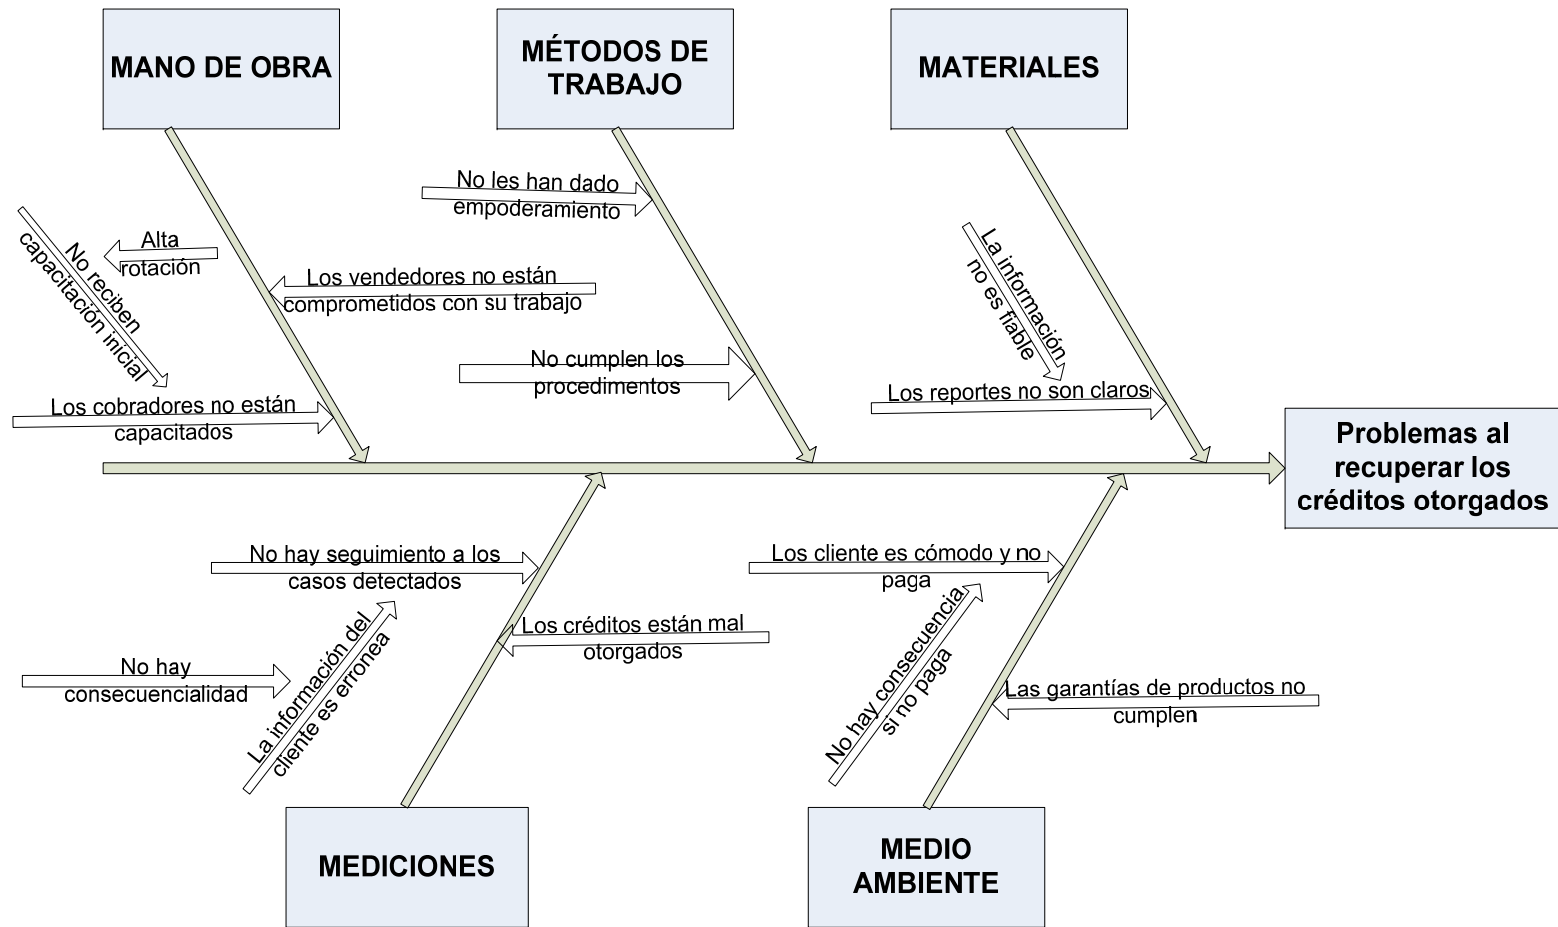 MANO DE OBRA
MÉTODOS DE
TRABAJO
MATERIALES
No les han dado
empoderamiento
Alta
rotación
No reciben
capacitación inicial
Los vendedores no están
comprometidos con su trabajo
La información
no es fiable
No cumplen los
procedimentos
Los reportes no son claros
Los cobradores no están
capacitados
Problemas al
recuperar los
créditos otorgados
No hay seguimiento a los
casos detectados
Los cliente es cómodo y no
paga
La información del
cliente es erronea
Los créditos están mal
otorgados
No hay consecuencia
si no paga
No hay
consecuencialidad
Las garantías de productos no
cumplen
MEDICIONES
MEDIO
AMBIENTE